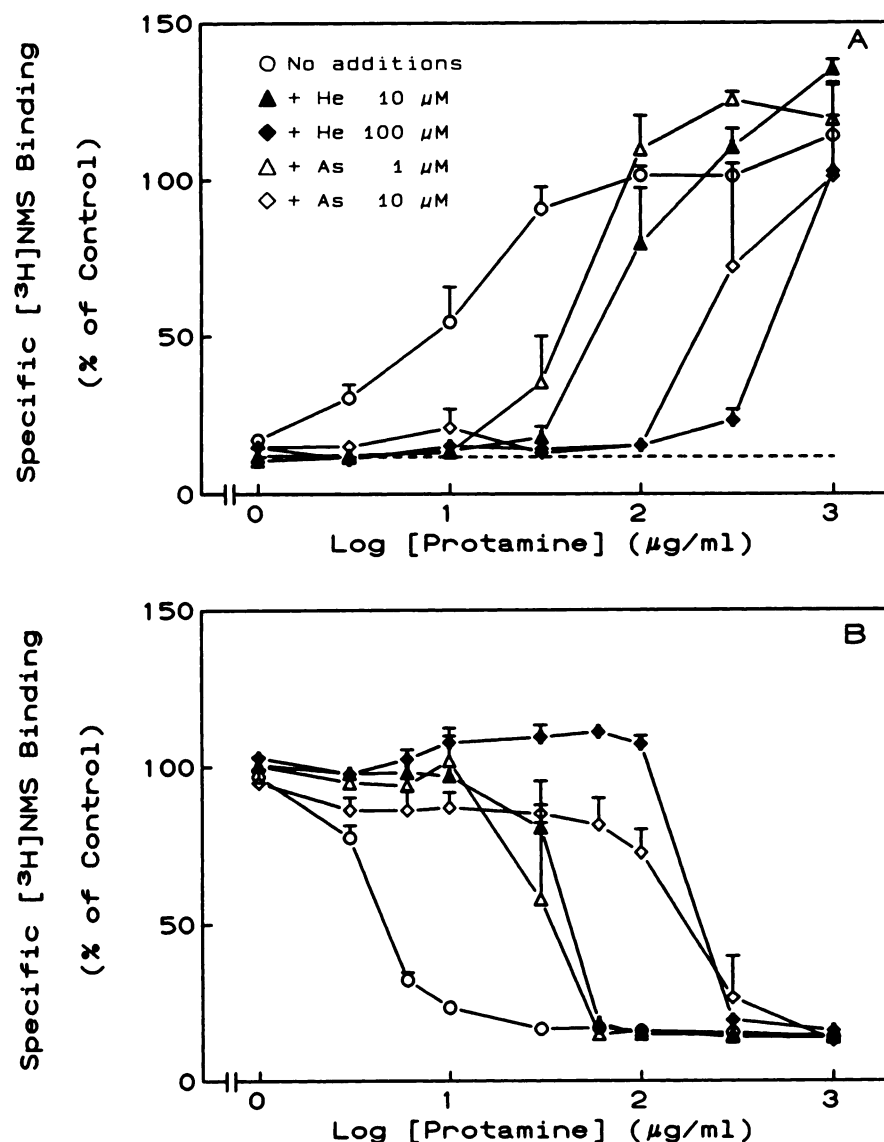 A
150
100
50
0
Specific [³H]NMS Binding
(% of Control)
○ No additions
▲ + He 10 µM
◆ + He 100 µM
△ + As 1 µM
◇ + As 10 µM
0 1 2 3
Log [Protamine] (µg/ml)
B
150
100
50
0
Specific [³H]NMS Binding
(% of Control)
0 1 2 3
Log [Protamine] (µg/ml)